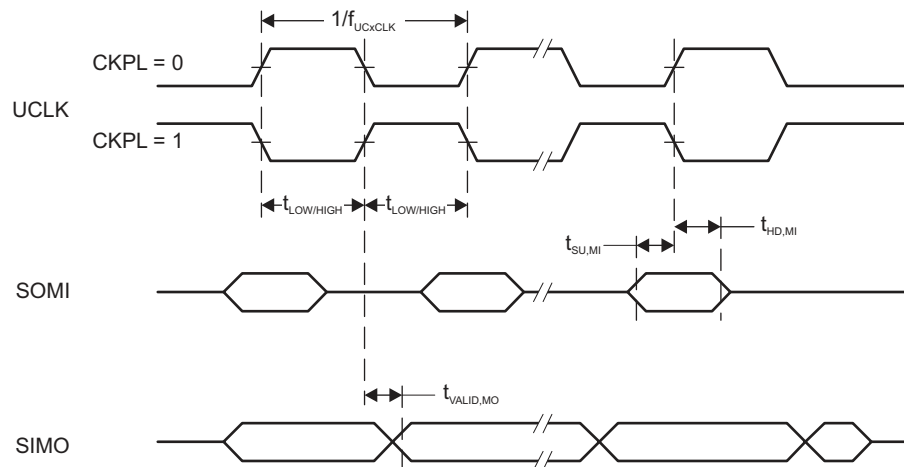 1/fUCxCLK
CKPL = 0
UCLK
CKPL = 1
tLOW/HIGH tLOW/HIGH
tHD,MI
tSU,MI
SOMI
tVALID,MO
SIMO